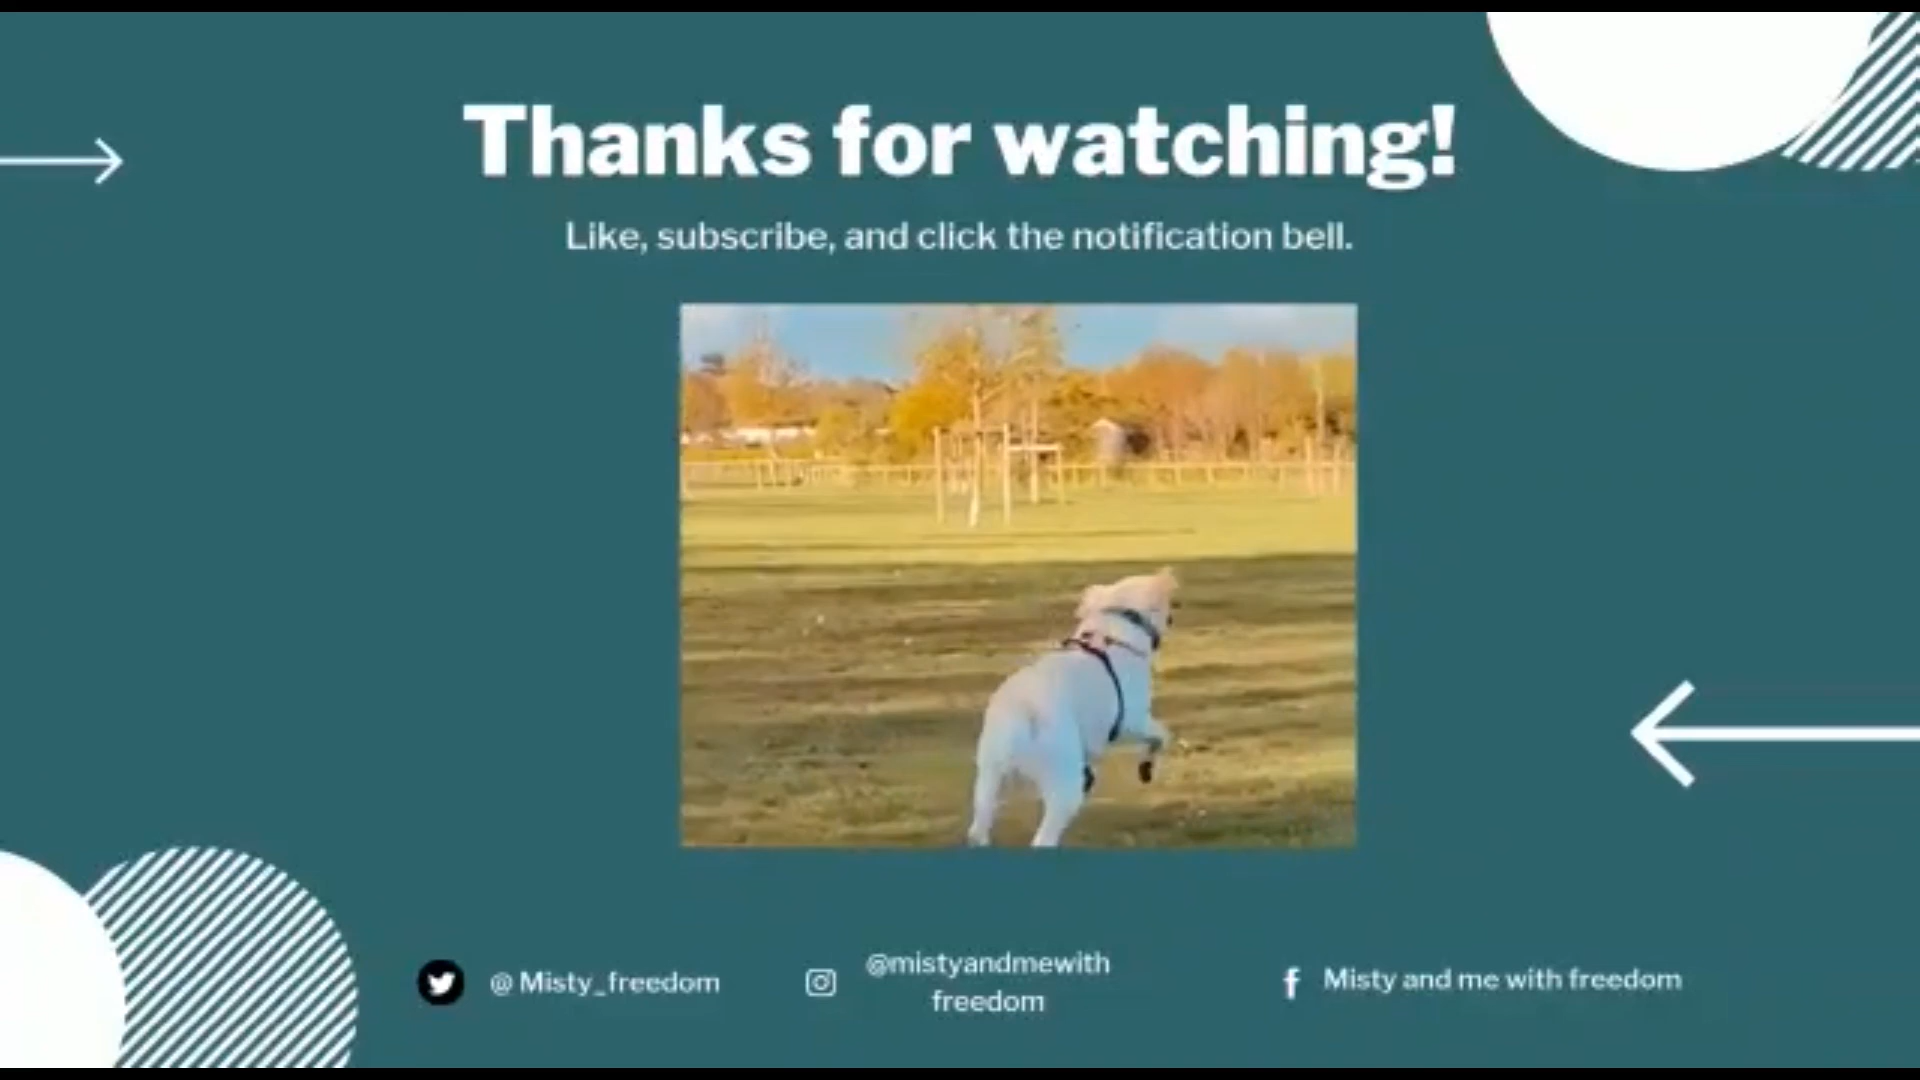 Thanks for watching!
Like, subscribe, and click the notification bell.
@ Misty_freedom
@mistyandmewith
freedom
Misty and me with freedom